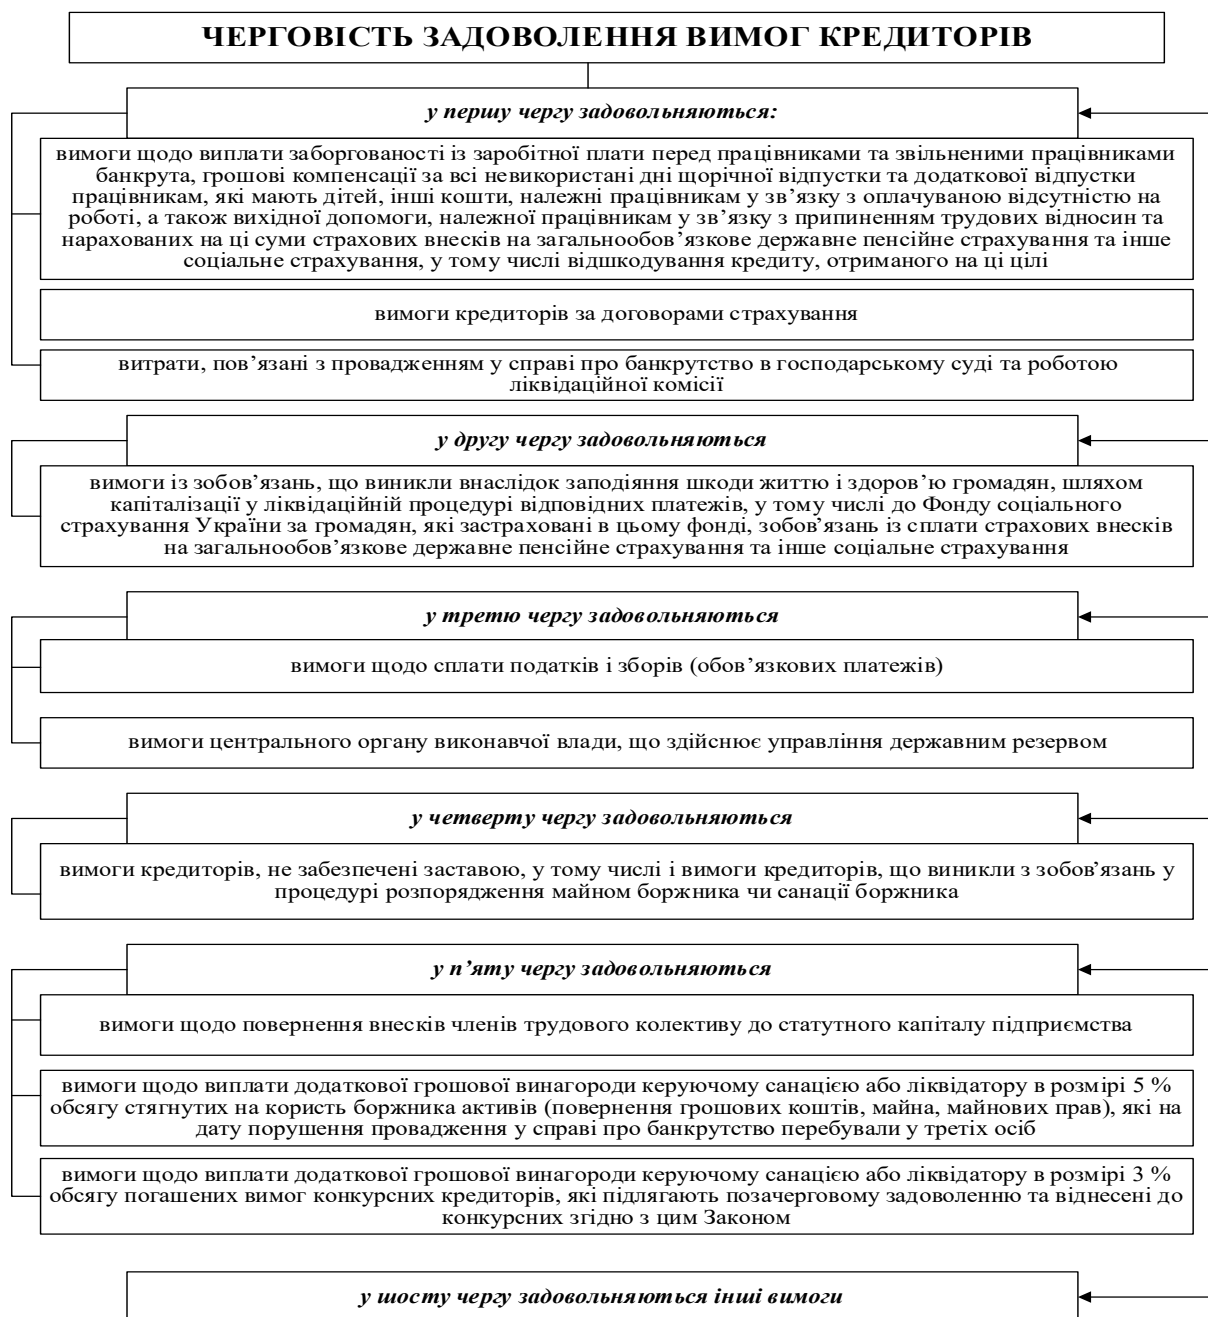 ЧЕРГОВІСТЬ ЗАДОВОЛЕННЯ ВИМОГ КРЕДИТОРІВ
у першу чергу задовольняються:
вимоги щодо виплати заборгованості із заробітної плати перед працівниками та звільненими працівниками
банкрута, грошові компенсації за всі невикористані дні щорічної відпустки та додаткової відпустки
працівникам, які мають дітей, інші кошти, належні працівникам у зв’язку з оплачуваною відсутністю на
роботі, а також вихідної допомоги, належної працівникам у зв’язку з припиненням трудових відносин та
нарахованих на ці суми страхових внесків на загальнообов’язкове державне пенсійне страхування та інше
соціальне страхування, у тому числі відшкодування кредиту, отриманого на ці цілі
вимоги кредиторів за договорами страхування
витрати, пов’язані з провадженням у справі про банкрутство в господарському суді та роботою
ліквідаційної комісії
у другу чергу задовольняються
вимоги із зобов’язань, що виникли внаслідок заподіяння шкоди життю і здоров’ю громадян, шляхом
капіталізації у ліквідаційній процедурі відповідних платежів, у тому числі до Фонду соціального
страхування України за громадян, які застраховані в цьому фонді, зобов’язань із сплати страхових внесків
на загальнообов’язкове державне пенсійне страхування та інше соціальне страхування
у третю чергу задовольняються
вимоги щодо сплати податків і зборів (обов’язкових платежів)
вимоги центрального органу виконавчої влади, що здійснює управління державним резервом
у четверту чергу задовольняються
вимоги кредиторів, не забезпечені заставою, у тому числі і вимоги кредиторів, що виникли з зобов’язань у
процедурі розпорядження майном боржника чи санації боржника
у п’яту чергу задовольняються
вимоги щодо повернення внесків членів трудового колективу до статутного капіталу підприємства
вимоги щодо виплати додаткової грошової винагороди керуючому санацією або ліквідатору в розмірі 5 %
обсягу стягнутих на користь боржника активів (повернення грошових коштів, майна, майнових прав), які на
дату порушення провадження у справі про банкрутство перебували у третіх осіб
вимоги щодо виплати додаткової грошової винагороди керуючому санацією або ліквідатору в розмірі 3 %
обсягу погашених вимог конкурсних кредиторів, які підлягають позачерговому задоволенню та віднесені до
конкурсних згідно з цим Законом
у шосту чергу задовольняються інші вимоги